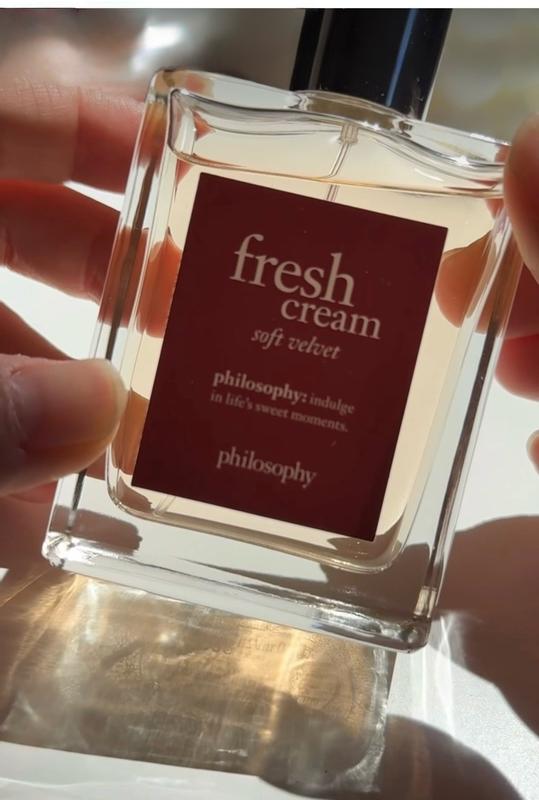 fresh
cream
soft velvet
philosophy: indulge
in life's sweet moments.
philosophy